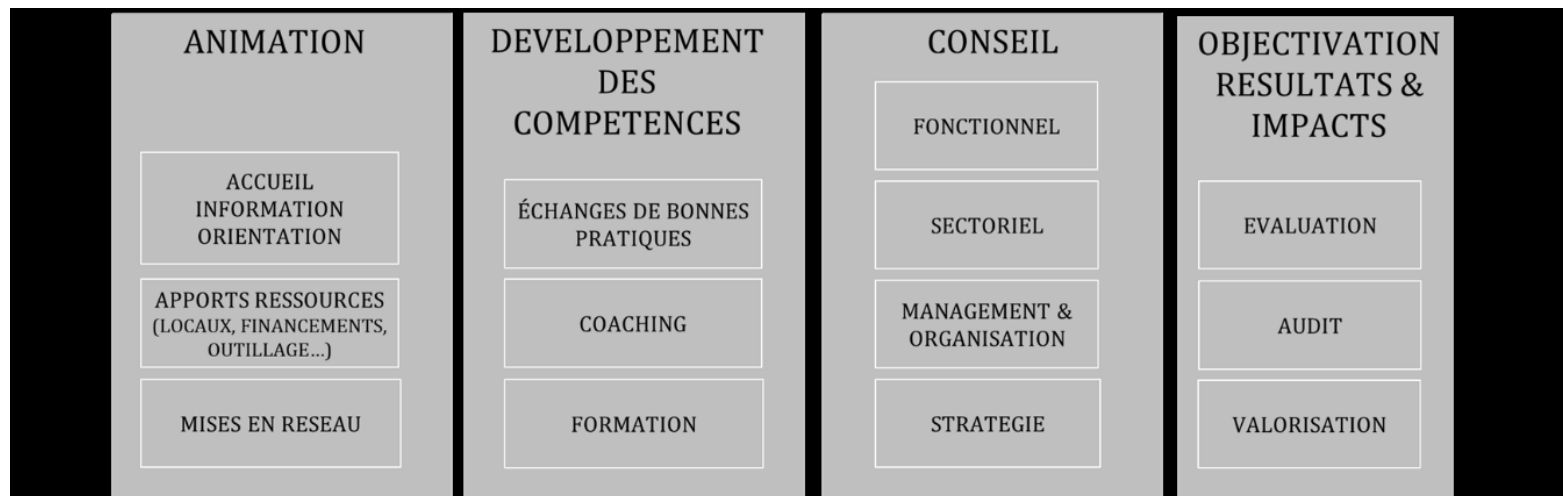 ANIMATION
ACCUEIL
INFORMATION
ORIENTATION
APPORTS RESSOURCES
(LOCAUX, FINANCEMENTS,
OUTILLAGE…)
MISES EN RESEAU
DEVELOPPEMENT
DES
COMPETENCES
ÉCHANGES DE BONNES
PRATIQUES
COACHING
FORMATION
CONSEIL
FONCTIONNEL
SECTORIEL
MANAGEMENT &
ORGANISATION
STRATEGIE
OBJECTIVATION
RESULTATS &
IMPACTS
EVALUATION
AUDIT
VALORISATION